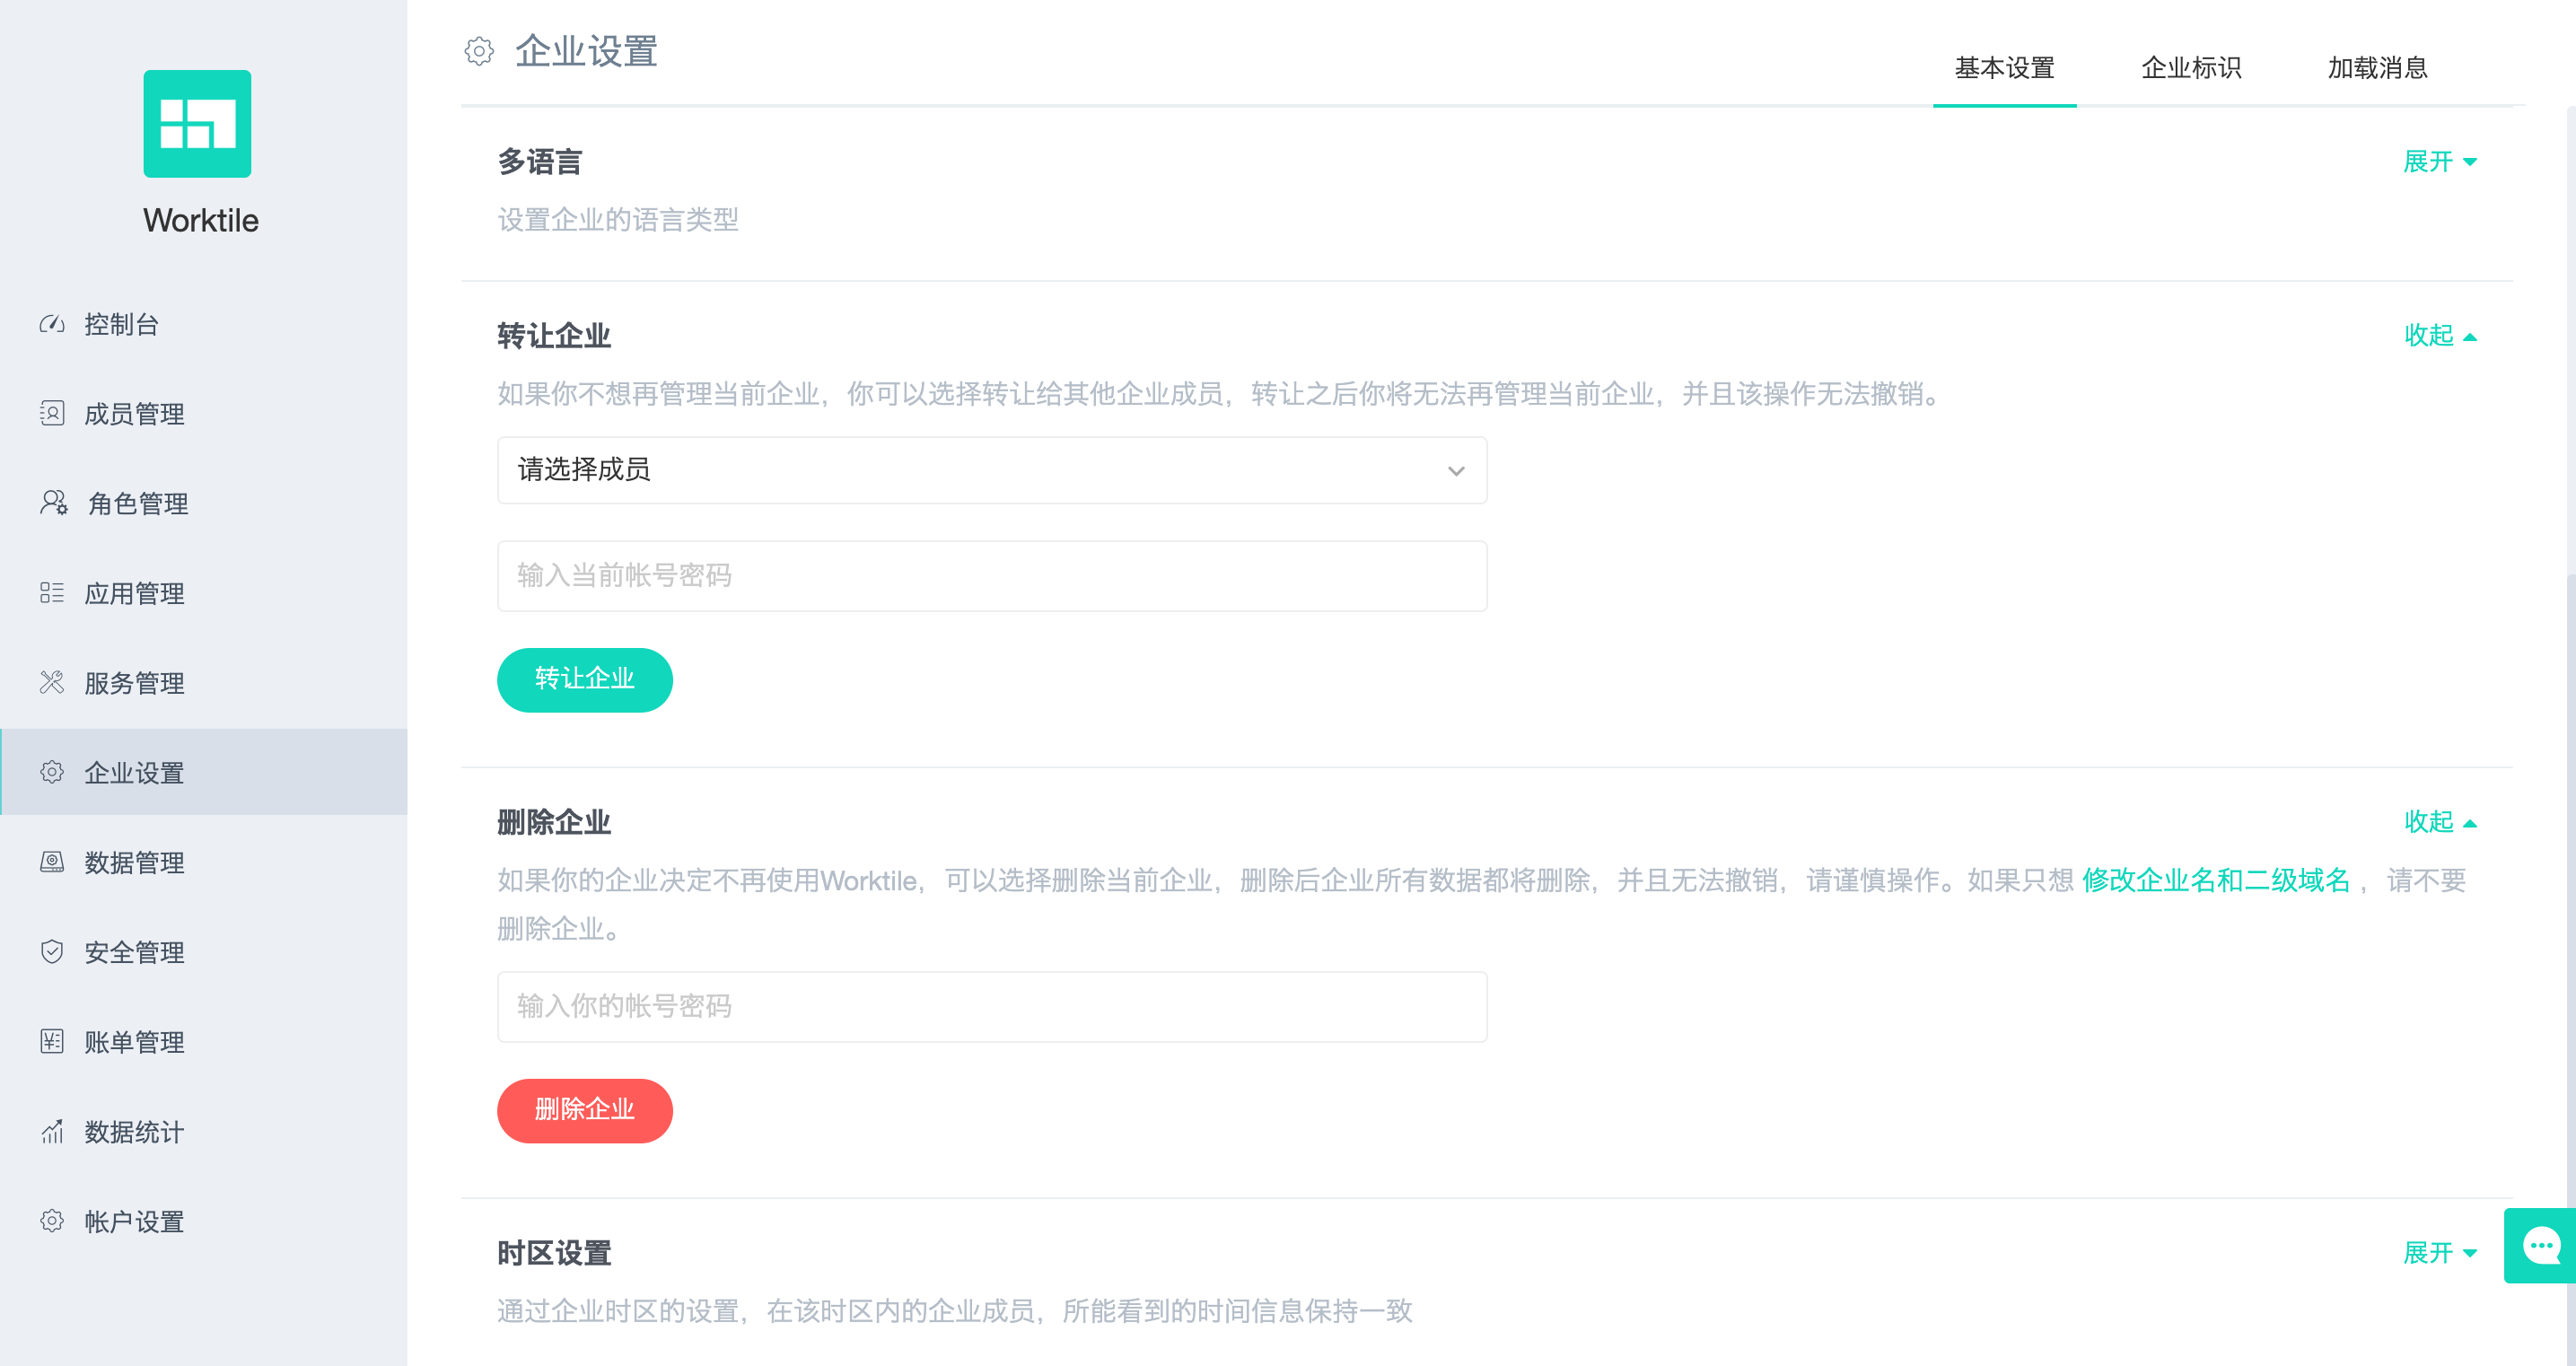 Worktile
控制台
成员管理
角色管理
应用管理
服务管理
企业设置
数据管理
安全管理
账单管理
数据统计
帐户设置
企业设置
基本设置
企业标识
加载消息
多语言
展开
设置企业的语言类型
转让企业
收起
如果你不想再管理当前企业，你可以选择转让给其他企业成员，转让之后你将无法再管理当前企业，并且该操作无法撤销。
请选择成员
输入当前帐号密码
转让企业
删除企业
收起
如果你的企业决定不再使用Worktile，可以选择删除当前企业，删除后企业所有数据都将删除，并且无法撤销，请谨慎操作。如果只想 修改企业名和二级域名 ，请不要
删除企业。
输入你的帐号密码
删除企业
时区设置
展开
通过企业时区的设置，在该时区内的企业成员，所能看到的时间信息保持一致